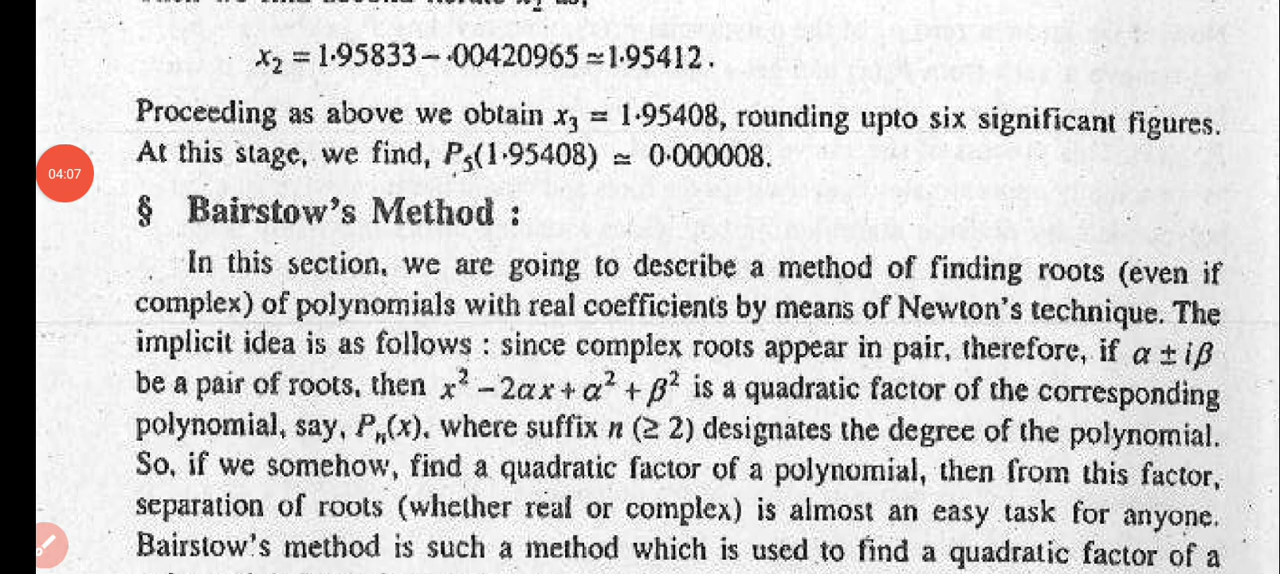 x₂ = 1·95833 – ·00420965 ≃ 1·95412 .
Proceeding as above we obtain x₃ = 1·95408, rounding upto six significant figures.
At this stage, we find, P₅(1·95408) ≃ 0·000008.
04:07
§ Bairstow's Method :
In this section, we are going to describe a method of finding roots (even if
complex) of polynomials with real coefficients by means of Newton's technique. The
implicit idea is as follows : since complex roots appear in pair, therefore, if α ± iβ
be a pair of roots, then x² – 2αx + α² + β² is a quadratic factor of the corresponding
polynomial, say, Pₙ(x), where suffix n (≥ 2) designates the degree of the polynomial.
So, if we somehow, find a quadratic factor of a polynomial, then from this factor,
separation of roots (whether real or complex) is almost an easy task for anyone.
Bairstow's method is such a method which is used to find a quadratic factor of a